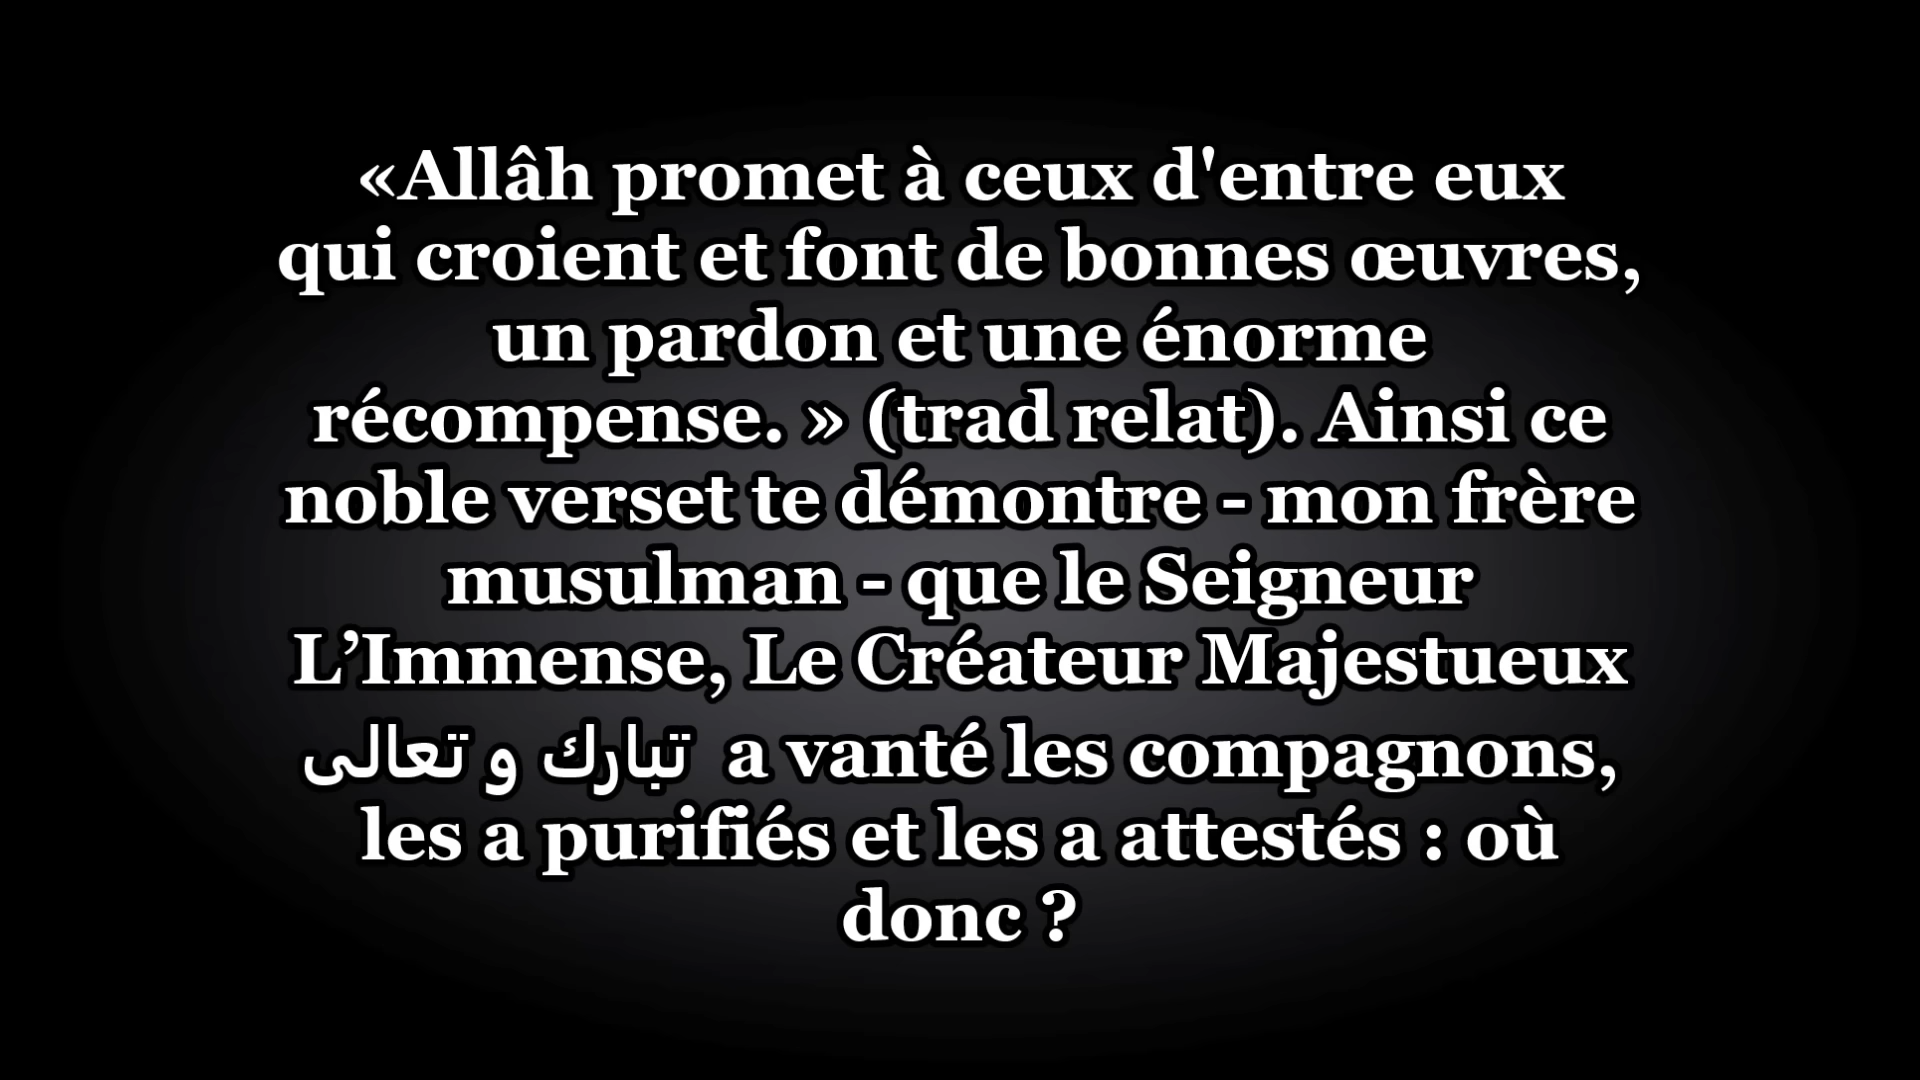 «Allâh promet à ceux d'entre eux
qui croient et font de bonnes œuvres,
un pardon et une énorme
récompense. » (trad relat). Ainsi ce
noble verset te démontre - mon frère
musulman - que le Seigneur
L’Immense, Le Créateur Majestueux
تبارك و تعالى a vanté les compagnons,
les a purifiés et les a attestés : où
donc ?